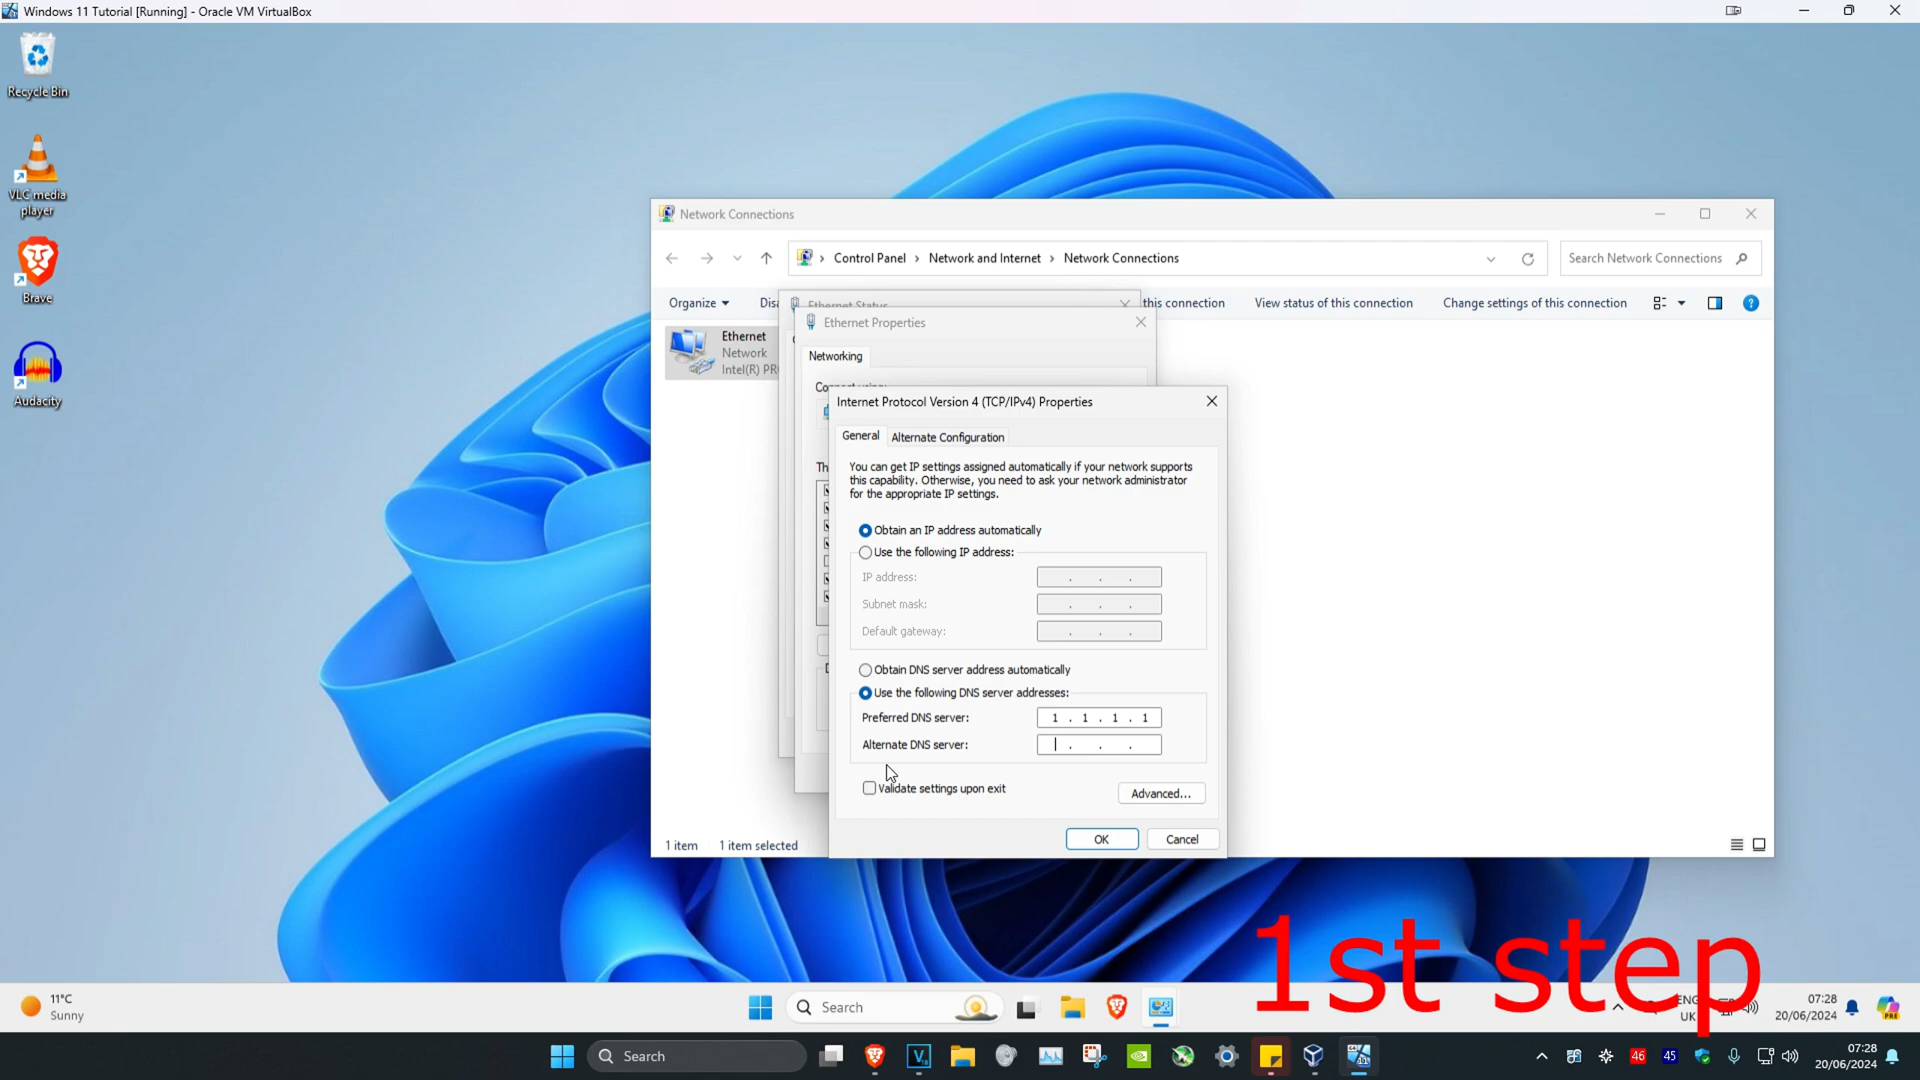 Windows 11 Tutorial [Running] - Oracle VM VirtualBox
Recycle Bin
VLC media
player
Brave
Audacity
Network Connections
Control Panel > Network and Internet > Network Connections
Search Network Connections
Organize
Disa
this connection
View status of this connection
Change settings of this connection
Ethernet
Network
Intel(R) PR
Ethernet Status
Ethernet Properties
Networking
Connect using:
Internet Protocol Version 4 (TCP/IPv4) Properties
General
Alternate Configuration
You can get IP settings assigned automatically if your network supports
this capability. Otherwise, you need to ask your network administrator
for the appropriate IP settings.
Obtain an IP address automatically
Use the following IP address:
IP address:
Subnet mask:
Default gateway:
Obtain DNS server address automatically
Use the following DNS server addresses:
Preferred DNS server: 1 . 1 . 1 . 1
Alternate DNS server: . . .
Validate settings upon exit
Advanced...
OK
Cancel
1 item
1 item selected
1st step
11°C
Sunny
Search
ENG
UK
07:28
20/06/2024
PRE
Search
46
45
07:28
20/06/2024